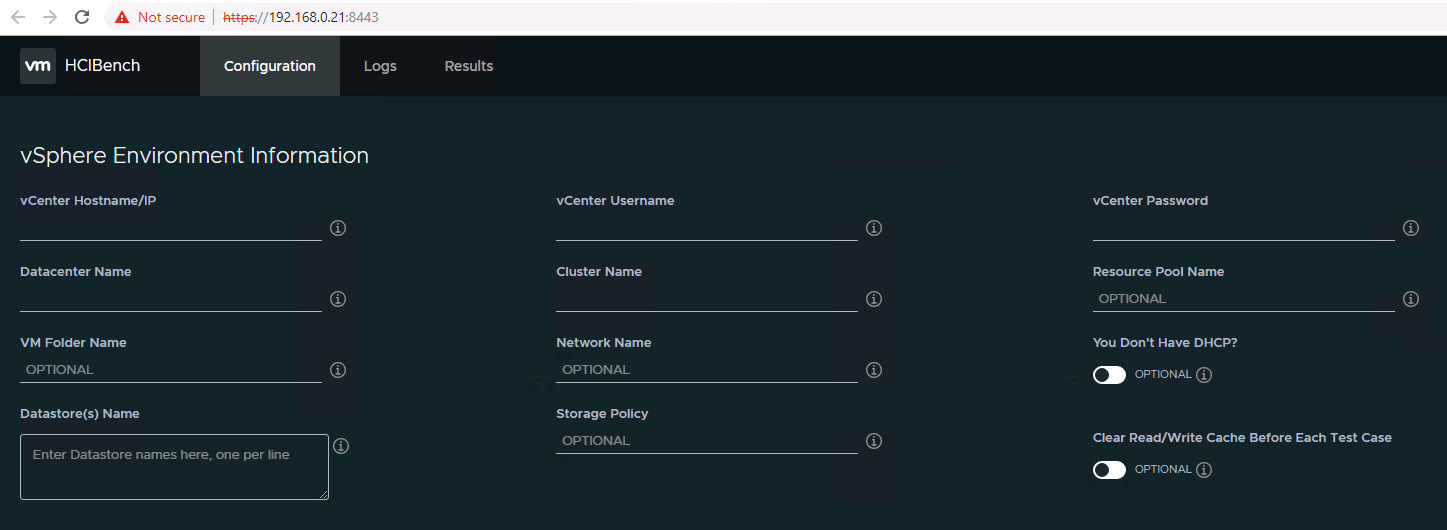 Not secure | https://192.168.0.21:8443
vm HCIBench Configuration Logs Results
vSphere Environment Information
vCenter Hostname/IP vCenter Username vCenter Password
Datacenter Name Cluster Name Resource Pool Name
OPTIONAL
VM Folder Name Network Name You Don't Have DHCP?
OPTIONAL OPTIONAL OPTIONAL
Datastore(s) Name Storage Policy
Enter Datastore names here, one per line OPTIONAL Clear Read/Write Cache Before Each Test Case
OPTIONAL